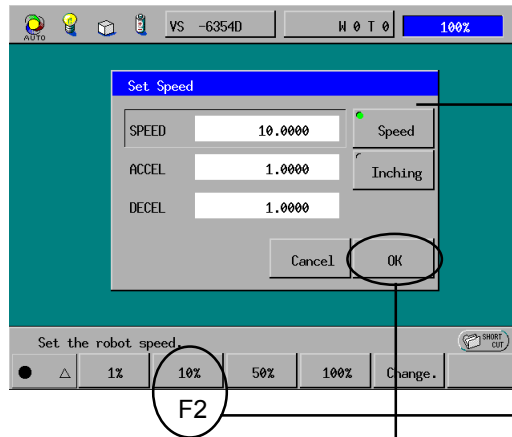 AUTO
VS -6354D
W 0 T 0
100%
Set Speed
SPEED 10.0000 Speed
ACCEL 1.0000 Inching
DECEL 1.0000
Cancel OK
Set the robot speed.
SHORT CUT
1% 10% 50% 100% Change.
F2